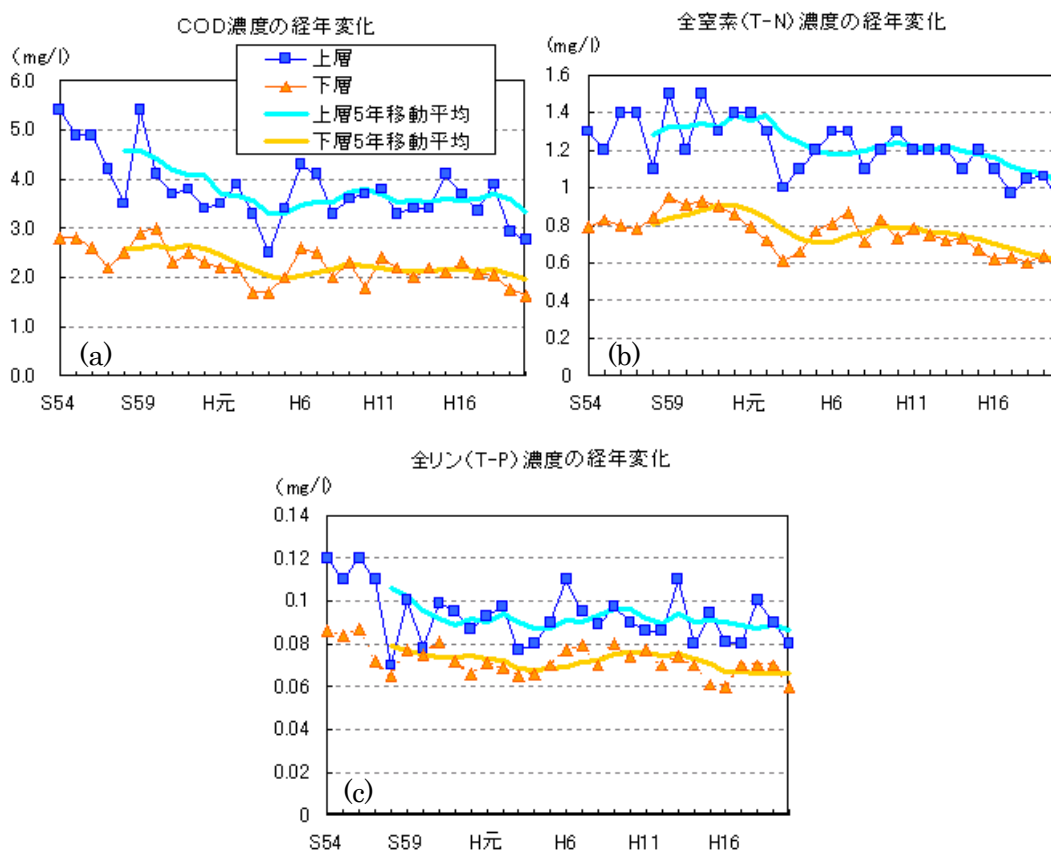 COD濃度の経年変化
(mg/l)
上層
下層
上層5年移動平均
下層5年移動平均
6.0
5.0
4.0
3.0
2.0
1.0
0.0
(a)
S54 S59 H元 H6 H11 H16
全窒素(T-N)濃度の経年変化
(mg/l)
1.6
1.4
1.2
1
0.8
0.6
0.4
0.2
0
(b)
S54 S59 H元 H6 H11 H16
全リン(T-P)濃度の経年変化
(mg/l)
0.14
0.12
0.1
0.08
0.06
0.04
0.02
0
(c)
S54 S59 H元 H6 H11 H16